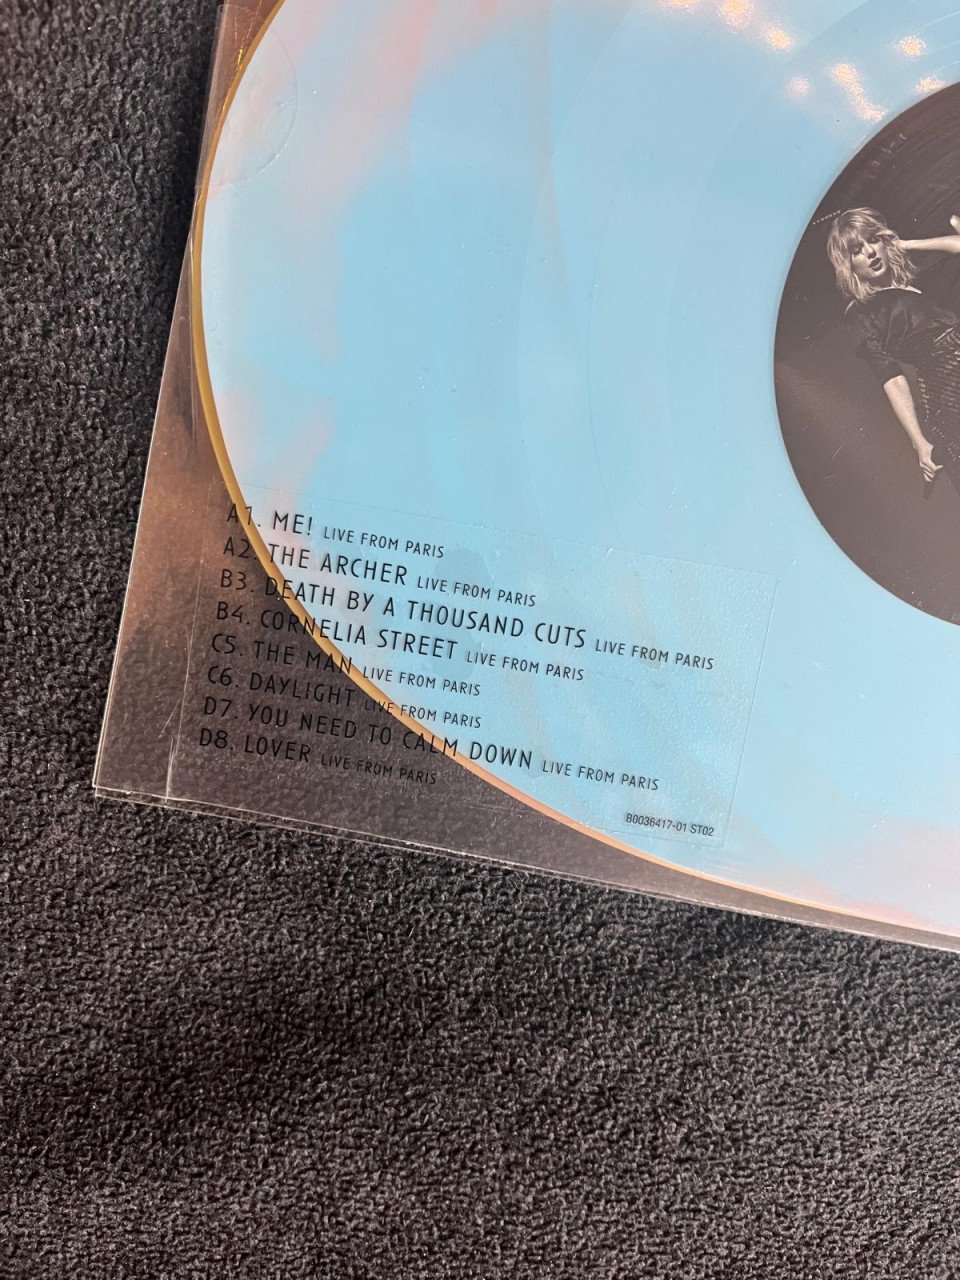 A1. ME! LIVE FROM PARIS
A2. THE ARCHER LIVE FROM PARIS
B3. DEATH BY A THOUSAND CUTS LIVE FROM PARIS
B4. CORNELIA STREET LIVE FROM PARIS
C5. THE MAN LIVE FROM PARIS
C6. DAYLIGHT LIVE FROM PARIS
D7. YOU NEED TO CALM DOWN LIVE FROM PARIS
D8. LOVER LIVE FROM PARIS
B0036417-01 ST02